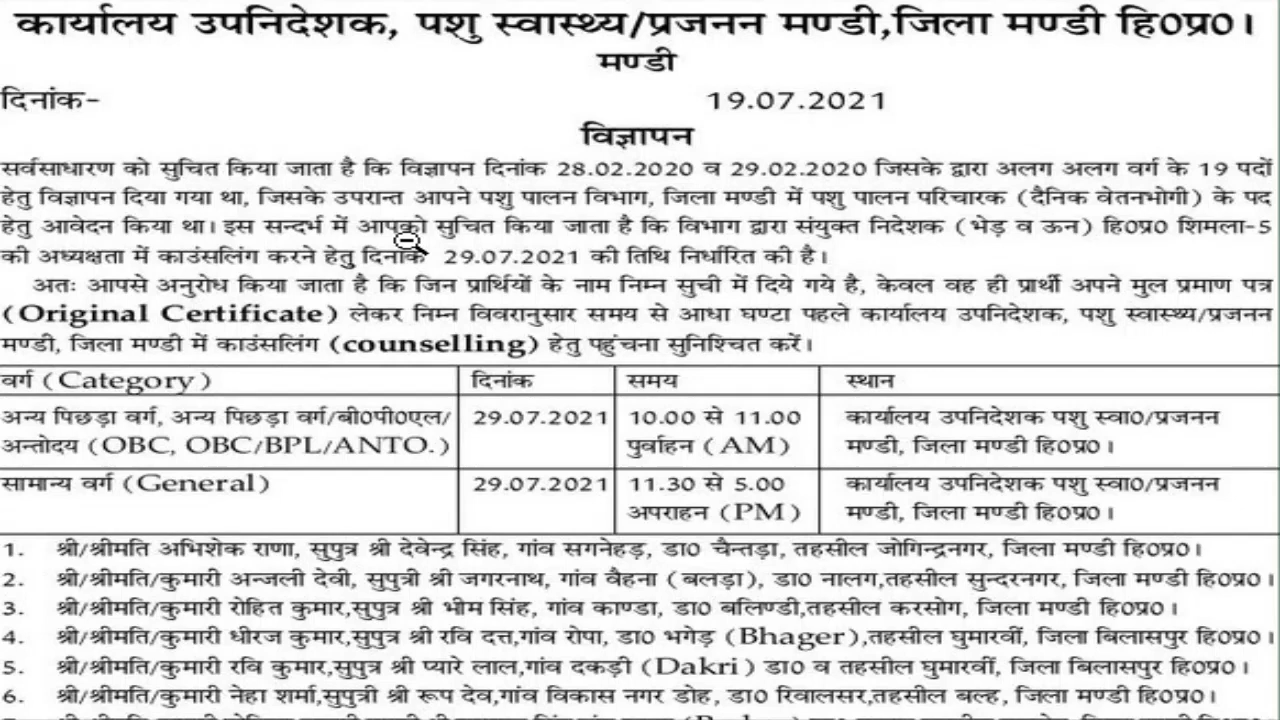 कार्यालय उपनिदेशक, पशु स्वास्थ्य/प्रजनन मण्डी,जिला मण्डी हि0प्र0।
मण्डी
दिनांक- 19.07.2021
विज्ञापन
सर्वसाधारण को सुचित किया जाता है कि विज्ञापन दिनांक 28.02.2020 व 29.02.2020 जिसके द्वारा अलग अलग वर्ग के 19 पदों
हेतु विज्ञापन दिया गया था, जिसके उपरान्त आपने पशु पालन विभाग, जिला मण्डी में पशु पालन परिचारक (दैनिक वेतनभोगी) के पद
हेतु आवेदन किया था। इस सन्दर्भ में आपको सुचित किया जाता है कि विभाग द्वारा संयुक्त निदेशक (भेड़ व ऊन) हि0प्र0 शिमला-5
की अध्यक्षता में काउंसलिंग करने हेतु दिनांक 29.07.2021 की तिथि निर्धारित की है।
अतः आपसे अनुरोध किया जाता है कि जिन प्रार्थियों के नाम निम्न सुची में दिये गये है, केवल वह ही प्रार्थी अपने मुल प्रमाण पत्र
(Original Certificate) लेकर निम्न विवरानुसार समय से आधा घण्टा पहले कार्यालय उपनिदेशक, पशु स्वास्थ्य/प्रजनन
मण्डी, जिला मण्डी में काउंसलिंग (counselling) हेतु पहुंचना सुनिश्चित करें।
वर्ग (Category) दिनांक समय स्थान
अन्य पिछड़ा वर्ग, अन्य पिछड़ा वर्ग/बी0पी0एल/ 29.07.2021 10.00 से 11.00 कार्यालय उपनिदेशक पशु स्वा0/प्रजनन
अन्तोदय (OBC, OBC/BPL/ANTO.) पुर्वाहन (AM) मण्डी, जिला मण्डी हि0प्र0।
सामान्य वर्ग (General) 29.07.2021 11.30 से 5.00 कार्यालय उपनिदेशक पशु स्वा0/प्रजनन
अपराहन (PM) मण्डी, जिला मण्डी हि0प्र0।
1. श्री/श्रीमति अभिशेक राणा, सुपुत्र श्री देवेन्द्र सिंह, गांव सगनेहड़, डा0 चैन्तड़ा, तहसील जोगिन्द्रनगर, जिला मण्डी हि0प्र0।
2. श्री/श्रीमति/कुमारी अन्जली देवी, सुपुत्री श्री जगरनाथ, गांव वैहना (बलड़ा), डा0 नालग,तहसील सुन्दरनगर, जिला मण्डी हि0प्र0।
3. श्री/श्रीमति/कुमारी रोहित कुमार,सुपुत्र श्री भीम सिंह, गांव काण्डा, डा0 बलिण्डी,तहसील करसोग, जिला मण्डी हि0प्र0।
4. श्री/श्रीमति/कुमारी धीरज कुमार,सुपुत्र श्री रवि दत्त,गांव रोपा, डा0 भगेड़ (Bhager),तहसील घुमारवीं, जिला बिलासपुर हि0प्र0।
5. श्री/श्रीमति/कुमारी रवि कुमार,सुपुत्र श्री प्यारे लाल,गांव दकड़ी (Dakri) डा0 व तहसील घुमारवीं, जिला बिलासपुर हि0प्र0।
6. श्री/श्रीमति/कुमारी नेहा शर्मा,सुपुत्री श्री रूप देव,गांव विकास नगर डोह, डा0 रिवालसर,तहसील बल्ह, जिला मण्डी हि0प्र0।